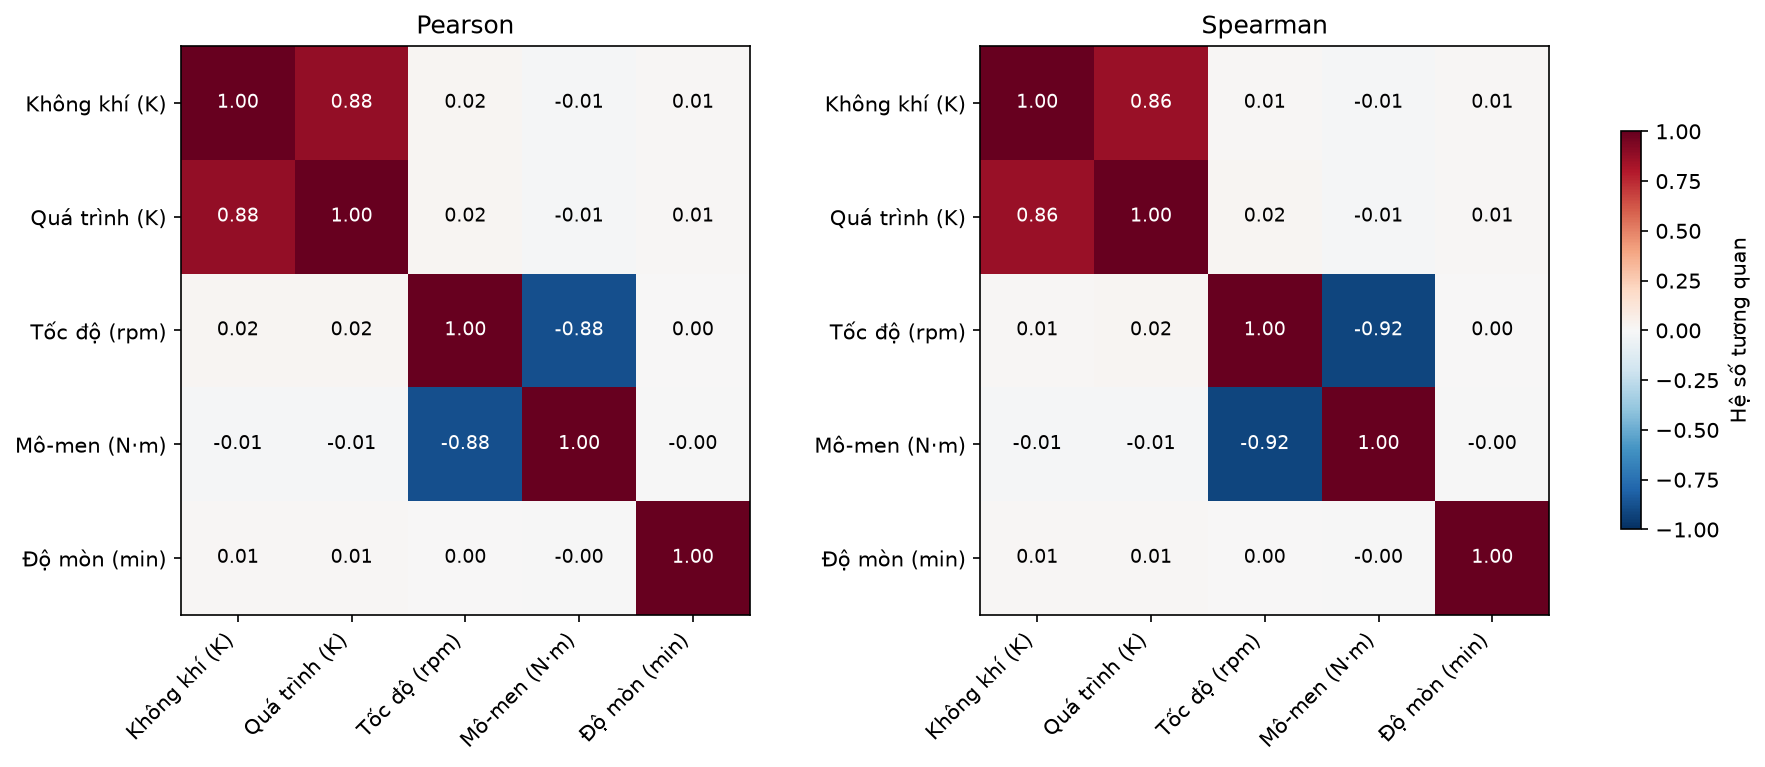 Pearson
Không khí (K) 1.00 0.88 0.02 -0.01 0.01
Quá trình (K) 0.88 1.00 0.02 -0.01 0.01
Tốc độ (rpm) 0.02 0.02 1.00 -0.88 0.00
Mô-men (N·m) -0.01 -0.01 -0.88 1.00 -0.00
Độ mòn (min) 0.01 0.01 0.00 -0.00 1.00
Không khí (K)
Quá trình (K)
Tốc độ (rpm)
Mô-men (N·m)
Độ mòn (min)
Spearman
Không khí (K) 1.00 0.86 0.01 -0.01 0.01
Quá trình (K) 0.86 1.00 0.02 -0.01 0.01
Tốc độ (rpm) 0.01 0.02 1.00 -0.92 0.00
Mô-men (N·m) -0.01 -0.01 -0.92 1.00 -0.00
Độ mòn (min) 0.01 0.01 0.00 -0.00 1.00
Không khí (K)
Quá trình (K)
Tốc độ (rpm)
Mô-men (N·m)
Độ mòn (min)
1.00
0.75
0.50
0.25
0.00
−0.25
−0.50
−0.75
−1.00
Hệ số tương quan